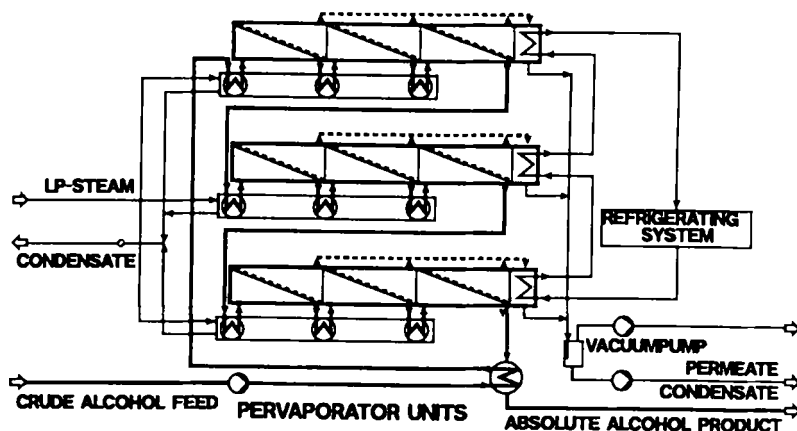 LP-STEAM
REFRIGERATING
SYSTEM
CONDENSATE
VACUUMPUMP
PERMEATE
CONDENSATE
CRUDE ALCOHOL FEED
PERVAPORATOR UNITS
ABSOLUTE ALCOHOL PRODUCT